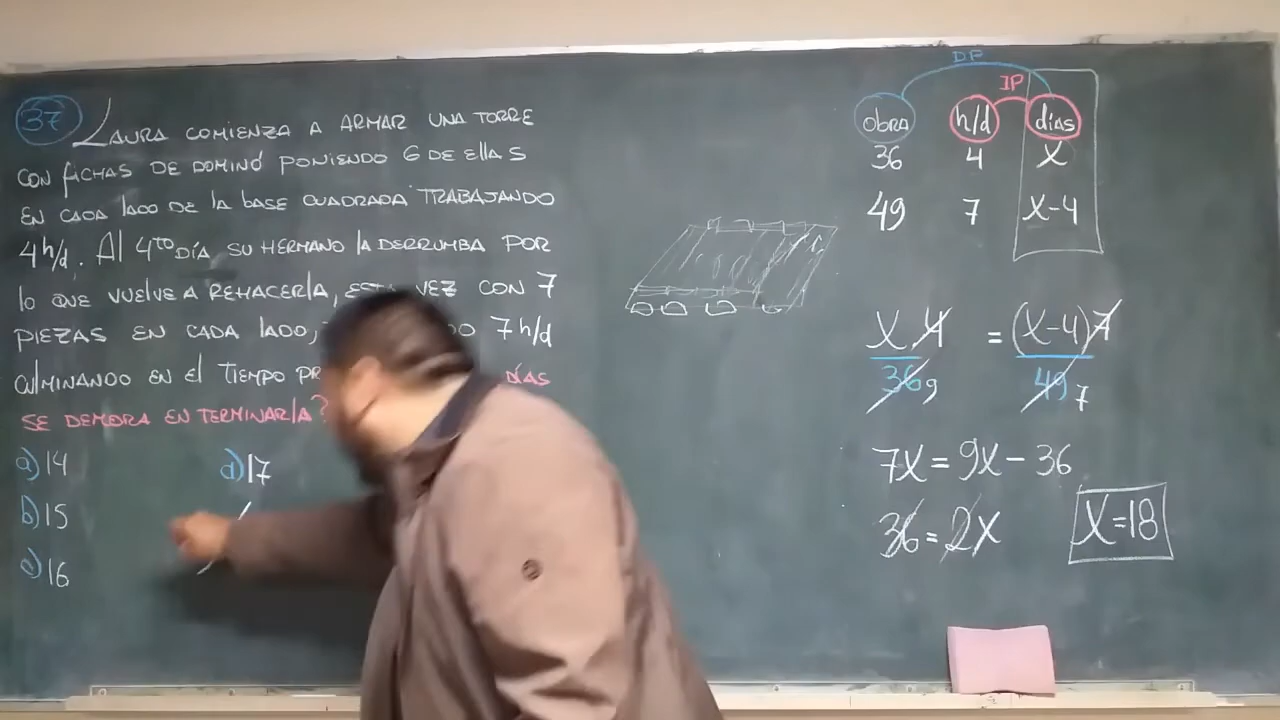 37 LAURA COMIENZA A ARMAR UNA TORRE
CON FICHAS DE DOMINÓ PONIENDO 6 DE ELLAS
EN CADA LADO DE LA BASE CUADRADA TRABAJANDO
4 h/d. AL 4TO DÍA SU HERMANO LA DERRUMBA POR
LO QUE VUELVE A REHACERLA, VEZ CON 7
PIEZAS EN CADA LADO, 7 h/d
CULMINANDO EN EL TIEMPO DÍAS
SE DEMORA EN TERMINARLA?
a) 14
d) 17
b) 15
16
DP
IP
OBRA h/d días
36 4 X
49 7 X-4
X.4 = (X-4)7
36 9 49 7
7X = 9X - 36
36 = 2X
X=18